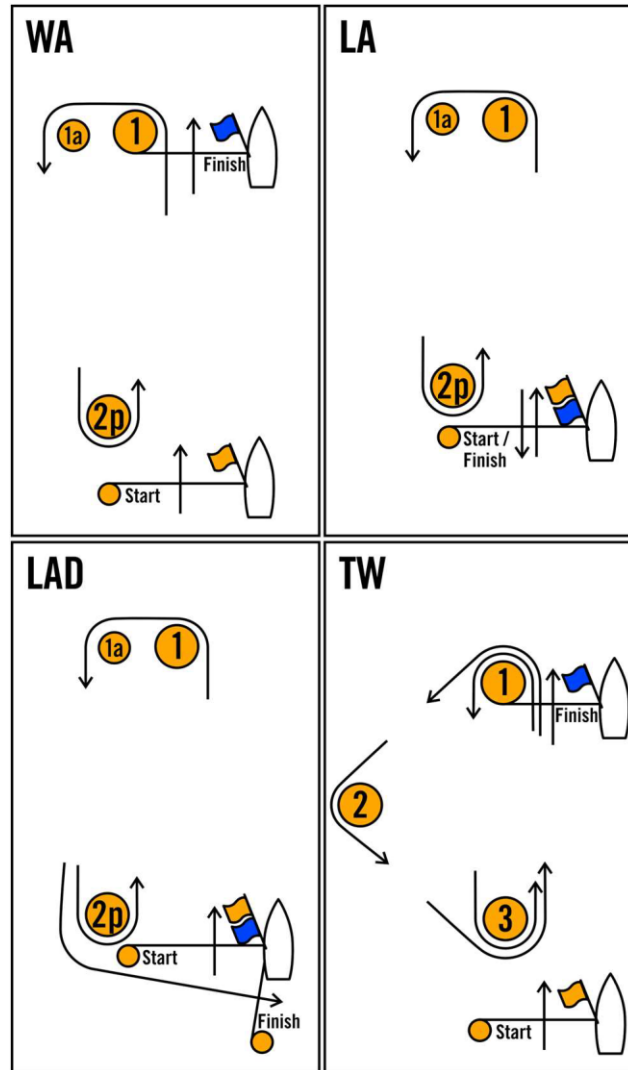 WA
1a
1
Finish
2p
Start
LA
1a
1
2p
Start /
Finish
LAD
1a
1
2p
Start
Finish
TW
1
Finish
2
3
Start